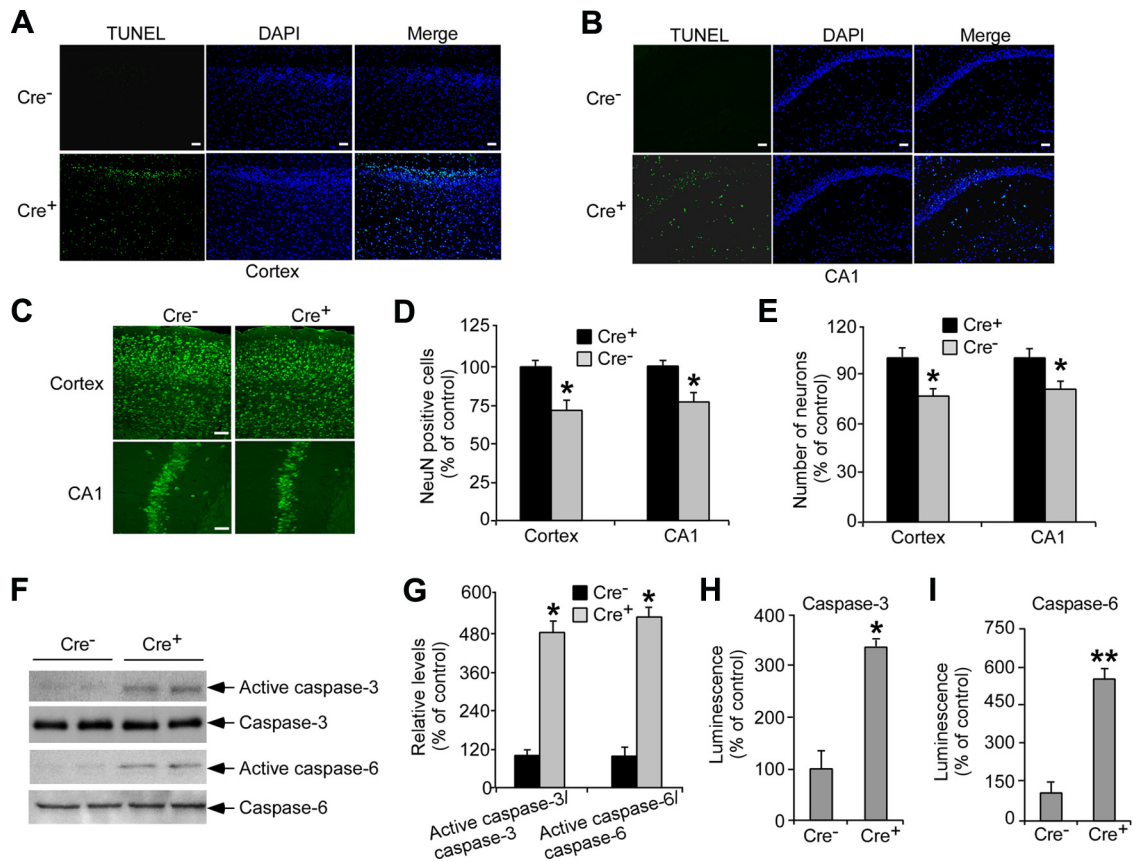 A
TUNEL DAPI Merge
Cre-
Cre+
Cortex
B
TUNEL DAPI Merge
Cre-
Cre+
CA1
C
Cre- Cre+
Cortex
CA1
D
NeuN positive cells
(% of control)
125
100
75
50
25
0
Cre+
Cre-
*
*
Cortex CA1
E
Number of neurons
(% of control)
120
90
60
30
0
Cre+
Cre-
*
*
Cortex CA1
F
Cre- Cre+
Active caspase-3
Caspase-3
Active caspase-6
Caspase-6
G
Relative levels
(% of control)
600
480
360
240
120
0
Cre-
Cre+
*
*
Active caspase-3/
caspase-3
Active caspase-6/
caspase-6
H
Caspase-3
Luminescence
(% of control)
400
300
200
100
0
*
Cre- Cre+
I
Caspase-6
Luminescence
(% of control)
750
600
450
300
150
0
**
Cre- Cre+